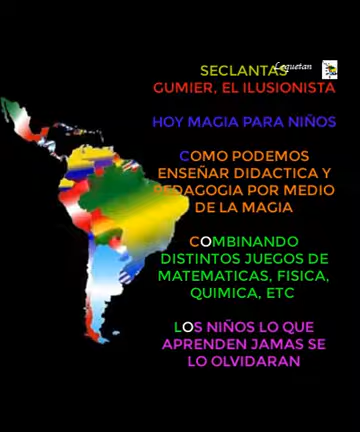 Loquetan
SECLANTAS
GUMIER, EL ILUSIONISTA
HOY MAGIA PARA NIÑOS
COMO PODEMOS
ENSEÑAR DIDACTICA Y
PEDAGOGIA POR MEDIO
DE LA MAGIA
COMBINANDO
DISTINTOS JUEGOS DE
MATEMATICAS, FISICA,
QUIMICA, ETC
LOS NIÑOS LO QUE
APRENDEN JAMAS SE
LO OLVIDARAN